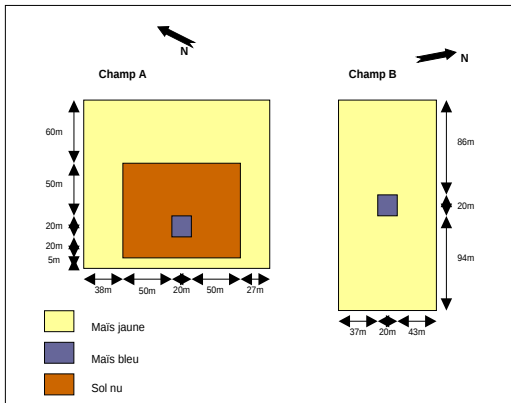 N
N
Champ A
Champ B
60m
50m
20m
20m
5m
38m
50m
20m
50m
27m
86m
20m
94m
37m
20m
43m
Maïs jaune
Maïs bleu
Sol nu